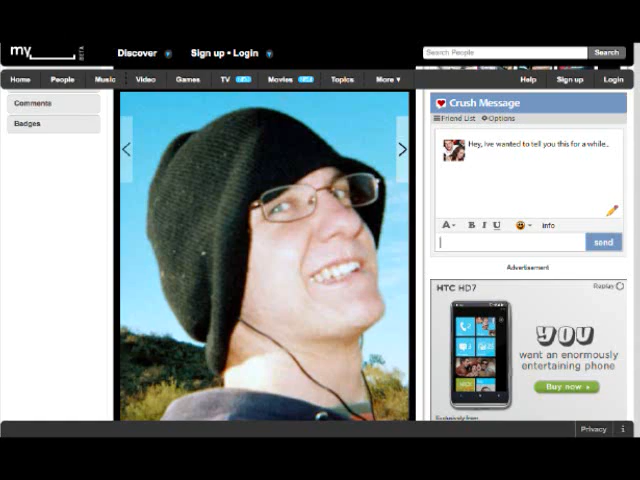 my
BETA
Discover
Sign up • Login
Search People
Search
Home
People
Music
Video
Games
TV
Movies
Topics
More ▾
Help
Sign up
Login
Comments
Badges
Crush Message
Friend List
Options
Hey, Ive wanted to tell you this for a while..
A
B I U
info
send
Advertisement
HTC HD7
Replay
YOU
want an enormously
entertaining phone
Buy now
Privacy
i